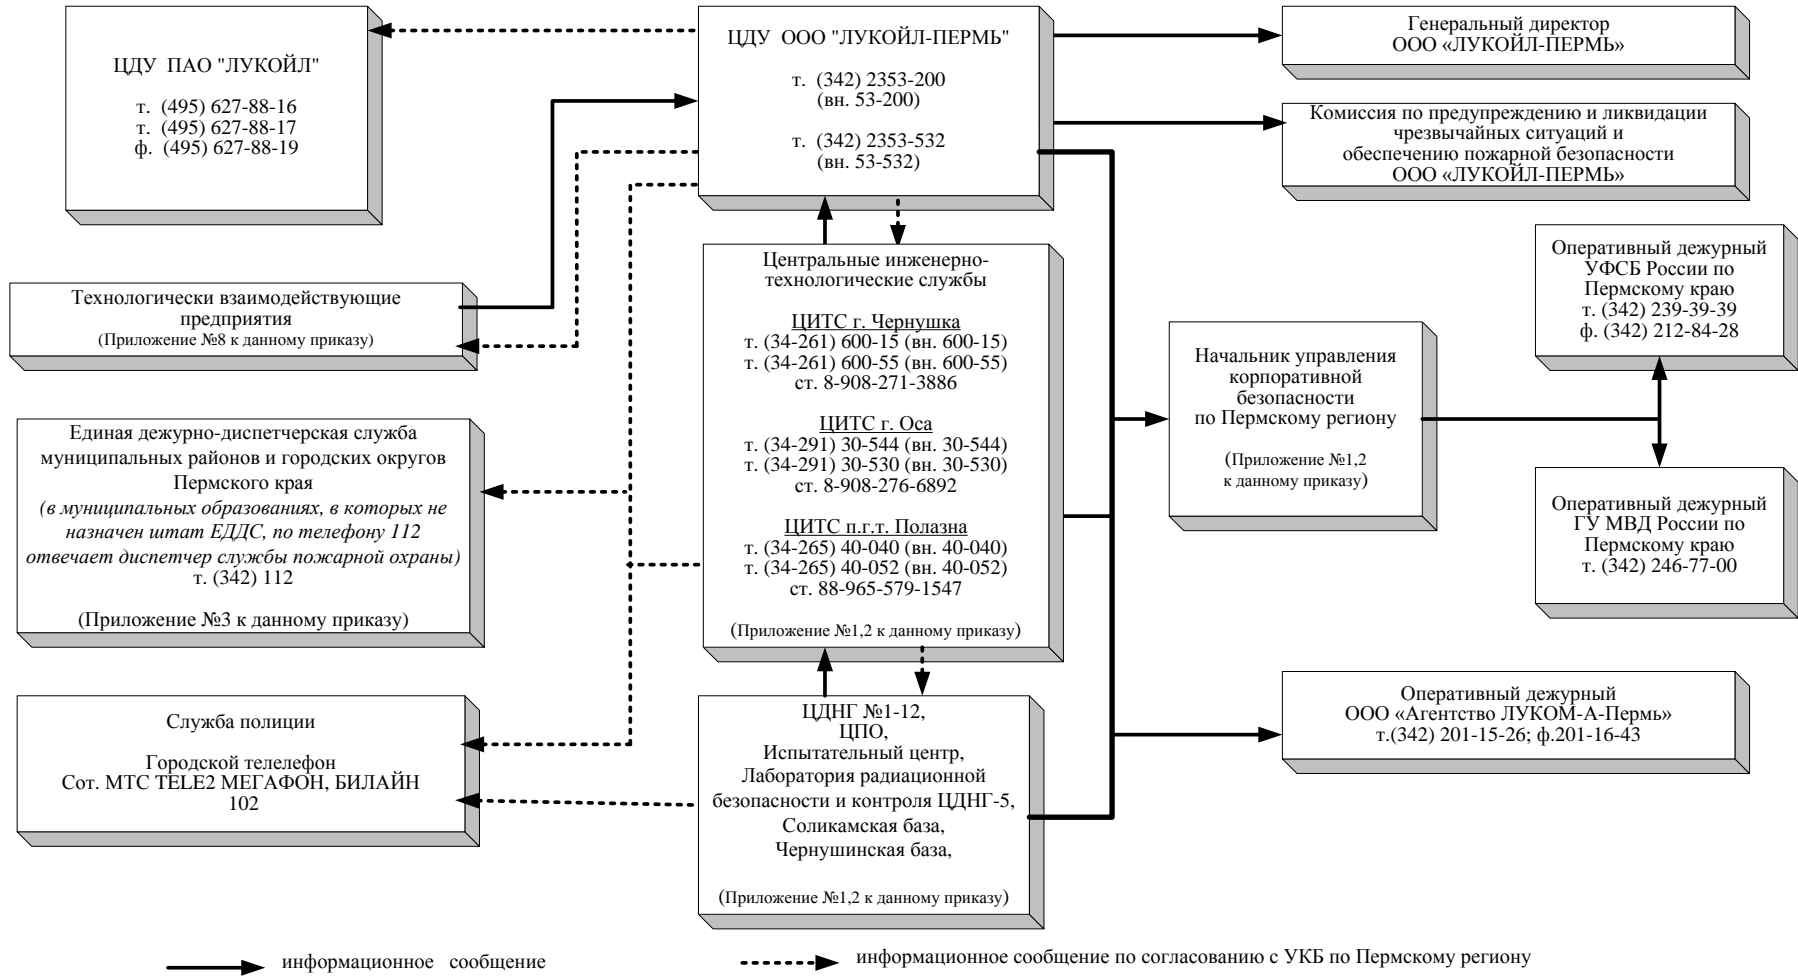 ЦДУ ПАО "ЛУКОЙЛ"
т. (495) 627-88-16
т. (495) 627-88-17
ф. (495) 627-88-19
ЦДУ ООО "ЛУКОЙЛ-ПЕРМЬ"
т. (342) 2353-200
(вн. 53-200)
т. (342) 2353-532
(вн. 53-532)
Генеральный директор
ООО «ЛУКОЙЛ-ПЕРМЬ»
Комиссия по предупреждению и ликвидации
чрезвычайных ситуаций и
обеспечению пожарной безопасности
ООО «ЛУКОЙЛ-ПЕРМЬ»
Технологически взаимодействующие
предприятия
(Приложение №8 к данному приказу)
Центральные инженерно-
технологические службы
ЦИТС г. Чернушка
т. (34-261) 600-15 (вн. 600-15)
т. (34-261) 600-55 (вн. 600-55)
ст. 8-908-271-3886
ЦИТС г. Оса
т. (34-291) 30-544 (вн. 30-544)
т. (34-291) 30-530 (вн. 30-530)
ст. 8-908-276-6892
ЦИТС п.г.т. Полазна
т. (34-265) 40-040 (вн. 40-040)
т. (34-265) 40-052 (вн. 40-052)
ст. 88-965-579-1547
(Приложение №1,2 к данному приказу)
Начальник управления
корпоративной
безопасности
по Пермскому региону
(Приложение №1,2
к данному приказу)
Оперативный дежурный
УФСБ России по
Пермскому краю
т. (342) 239-39-39
ф. (342) 212-84-28
Оперативный дежурный
ГУ МВД России по
Пермскому краю
т. (342) 246-77-00
Единая дежурно-диспетчерская служба
муниципальных районов и городских округов
Пермского края
(в муниципальных образованиях, в которых не
назначен штат ЕДДС, по телефону 112
отвечает диспетчер службы пожарной охраны)
т. (342) 112
(Приложение №3 к данному приказу)
Служба полиции
Городской телелефон
Сот. МТС TELE2 МЕГАФОН, БИЛАЙН
102
ЦДНГ №1-12,
ЦПО,
Испытательный центр,
Лаборатория радиационной
безопасности и контроля ЦДНГ-5,
Соликамская база,
Чернушинская база,
(Приложение №1,2 к данному приказу)
Оперативный дежурный
ООО «Агентство ЛУКОМ-А-Пермь»
т.(342) 201-15-26; ф.201-16-43
информационное сообщение
информационное сообщение по согласованию с УКБ по Пермскому региону